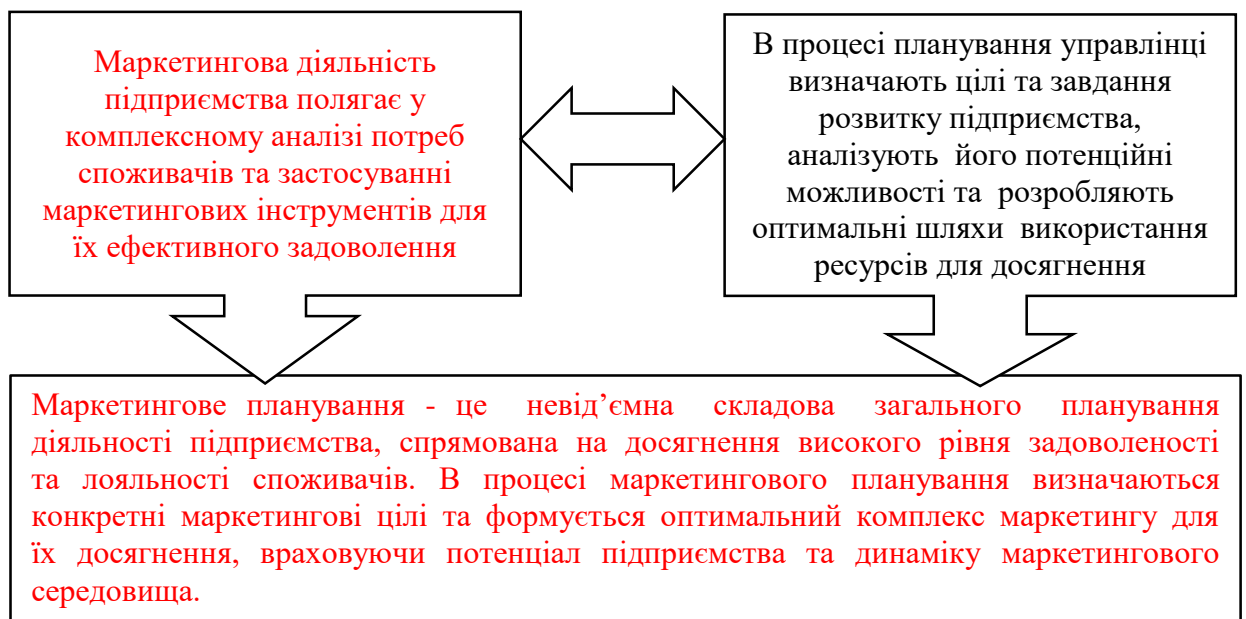 Маркетингова діяльність
підприємства полягає у
комплексному аналізі потреб
споживачів та застосуванні
маркетингових інструментів для
їх ефективного задоволення
В процесі планування управлінці
визначають цілі та завдання
розвитку підприємства,
аналізують його потенційні
можливості та розробляють
оптимальні шляхи використання
ресурсів для досягнення
Маркетингове планування - це невід’ємна складова загального планування
діяльності підприємства, спрямована на досягнення високого рівня задоволеності
та лояльності споживачів. В процесі маркетингового планування визначаються
конкретні маркетингові цілі та формується оптимальний комплекс маркетингу для
їх досягнення, враховуючи потенціал підприємства та динаміку маркетингового
середовища.